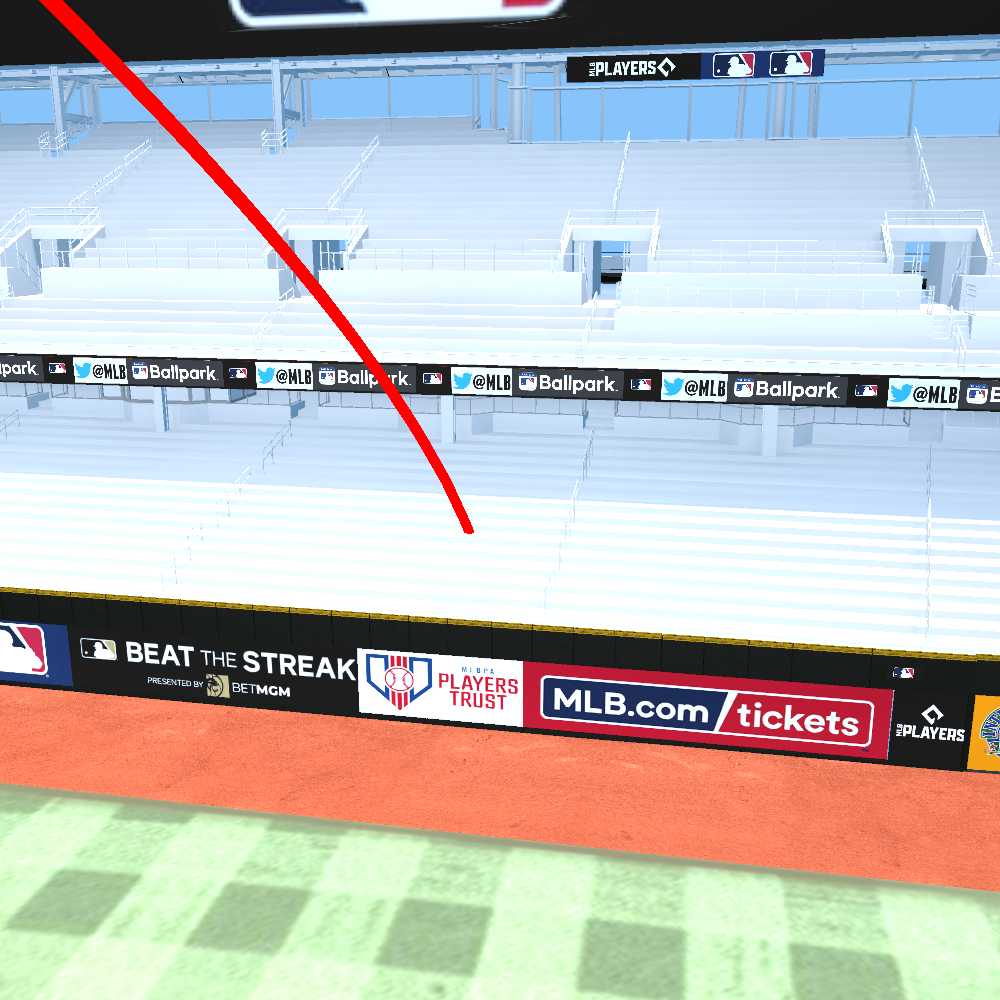 MLB PLAYERS
park.
@MLB Ballpark.
@MLB Ballpark.
@MLB Ballpark.
@MLB Ballpark.
@MLB
BEAT THE STREAK
PRESENTED BY BETMGM
MLBPA
PLAYERS
TRUST
MLB.com/tickets
MLB PLAYERS